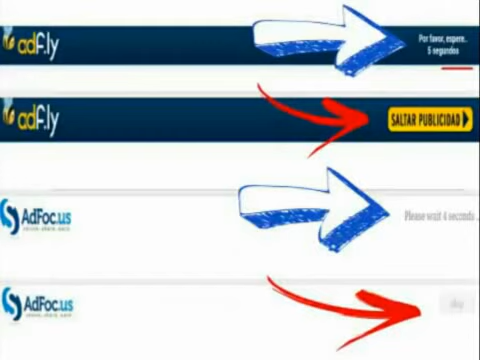 adf.ly
Por favor, espere..
5 segundos
adf.ly
SALTAR PUBLICIDAD
AdFoc.us
Please wait 4 seconds ..
AdFoc.us
skip